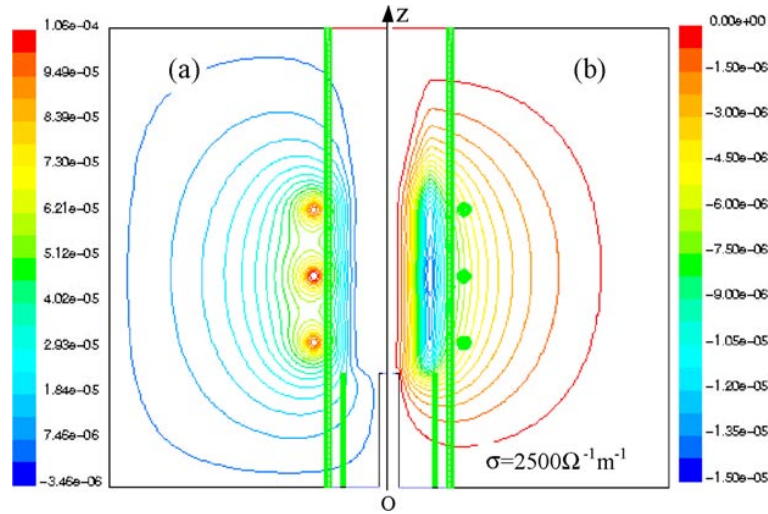 1.06e-04
9.49e-05
8.39e-05
7.30e-05
6.21e-05
5.12e-05
4.02e-05
2.93e-05
1.84e-05
7.46e-06
-3.46e-06
(a)
z
(b)
σ=2500Ω⁻¹m⁻¹
O
0.00e+00
-1.50e-06
-3.00e-06
-4.50e-06
-6.00e-06
-7.50e-06
-9.00e-06
-1.05e-05
-1.20e-05
-1.35e-05
-1.50e-05